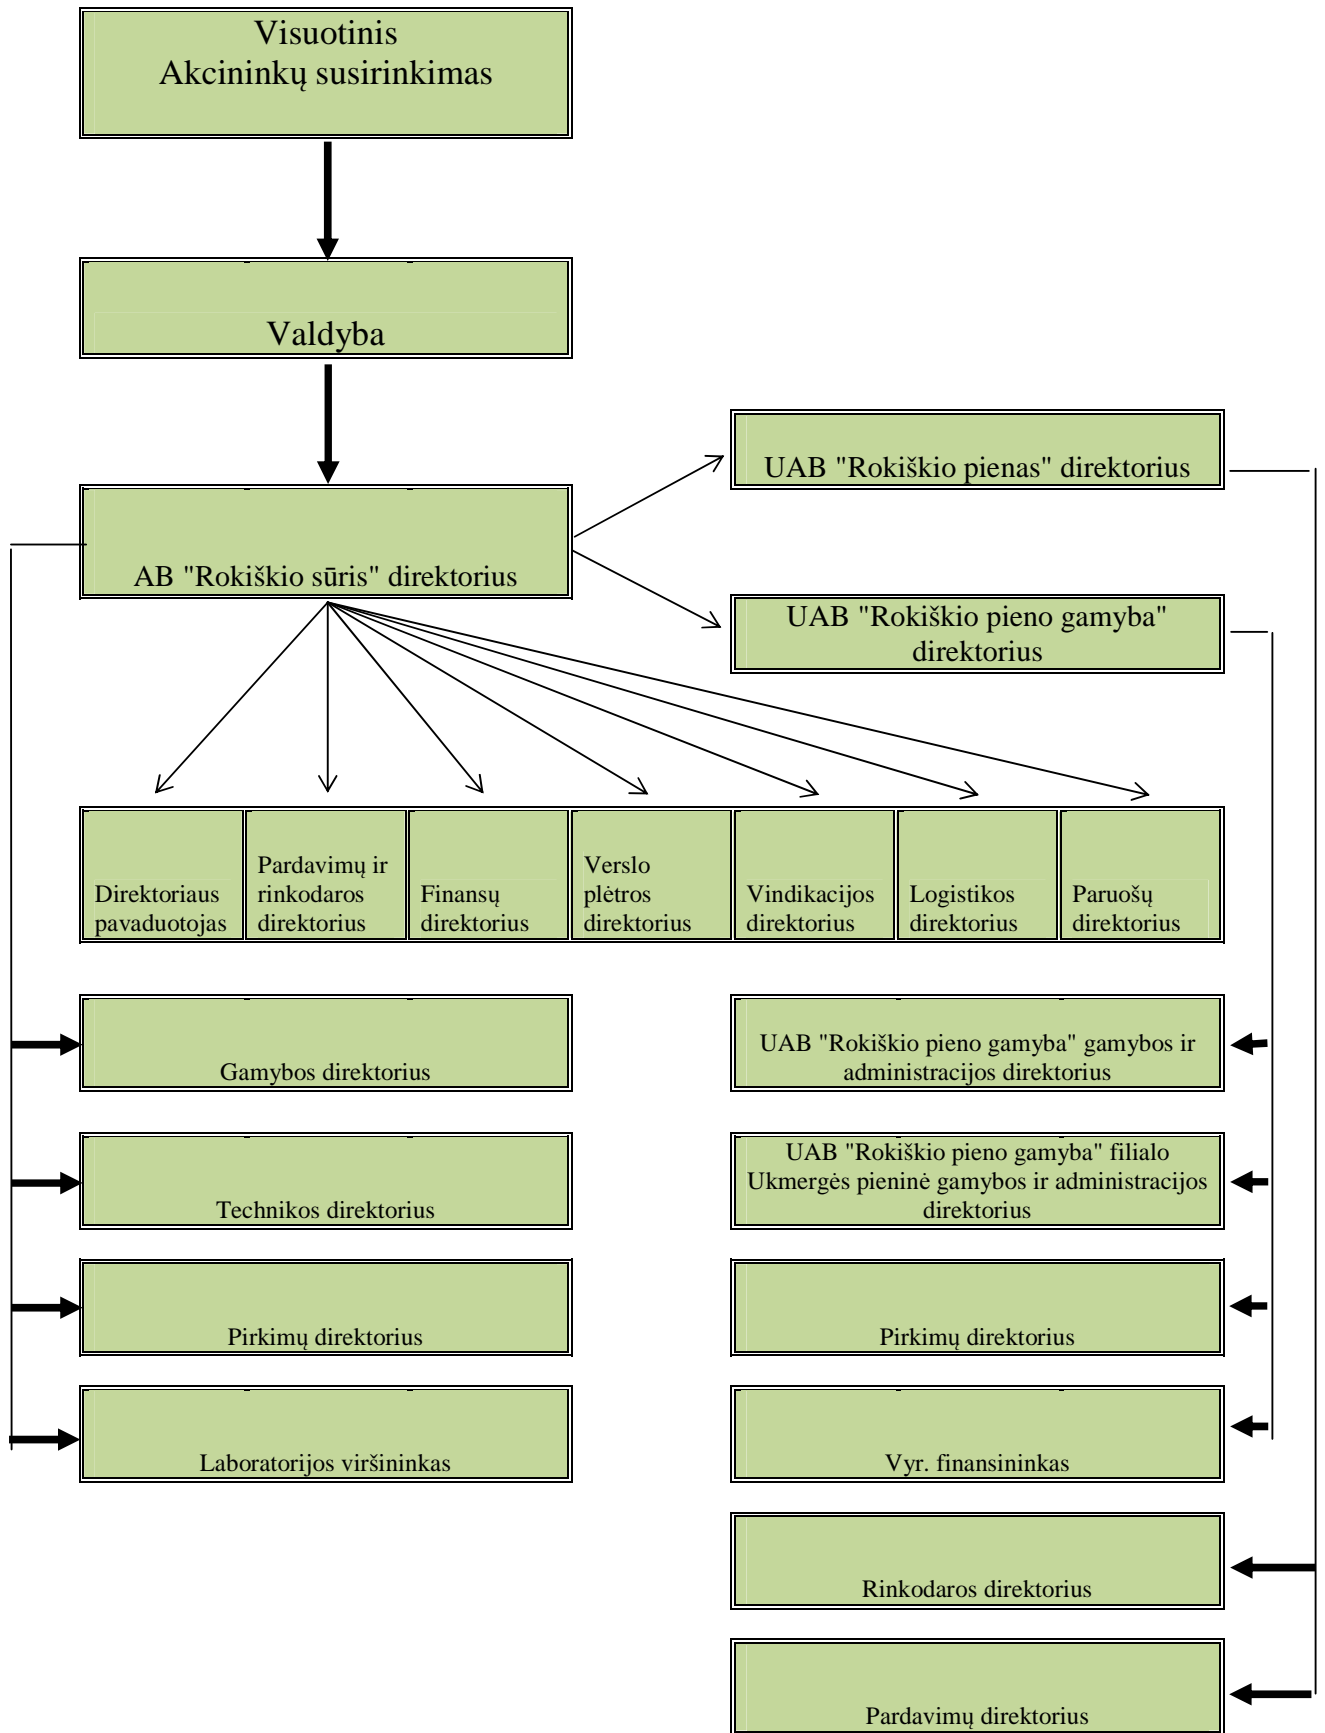 Visuotinis
Akcininkų susirinkimas
Valdyba
UAB "Rokiškio pienas" direktorius
AB "Rokiškio sūris" direktorius
UAB "Rokiškio pieno gamyba"
direktorius
Direktoriaus
pavaduotojas
Pardavimų ir
rinkodaros
direktorius
Finansų
direktorius
Verslo
plėtros
direktorius
Vindikacijos
direktorius
Logistikos
direktorius
Paruošų
direktorius
Gamybos direktorius
UAB "Rokiškio pieno gamyba" gamybos ir
administracijos direktorius
Technikos direktorius
UAB "Rokiškio pieno gamyba" filialo
Ukmergės pieninė gamybos ir administracijos
direktorius
Pirkimų direktorius
Pirkimų direktorius
Laboratorijos viršininkas
Vyr. finansininkas
Rinkodaros direktorius
Pardavimų direktorius